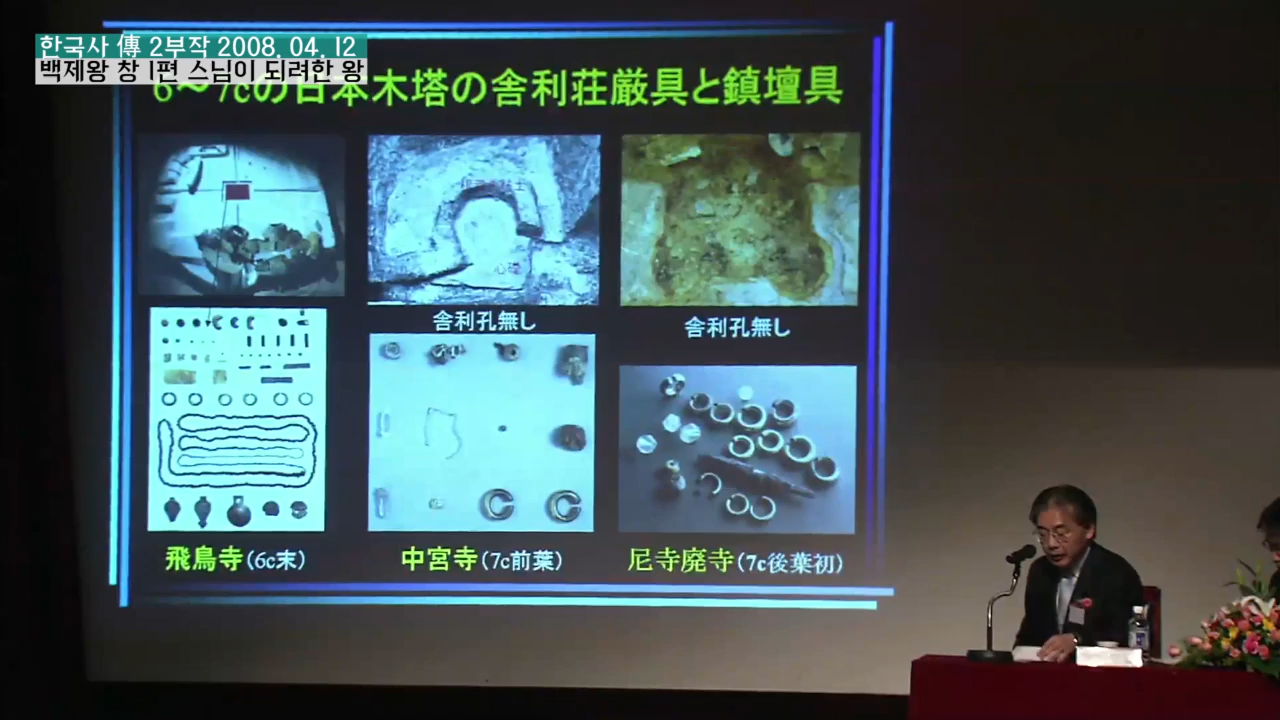 한국사 傳 2부작 2008. 04. 12
백제왕 창 1편 스님이 되려한 왕
6～7cの日本木塔の舎利荘厳具と鎮壇具
舎利孔無し
舎利孔無し
飛鳥寺(6c末)
中宮寺(7c前葉)
尼寺廃寺(7c後葉初)